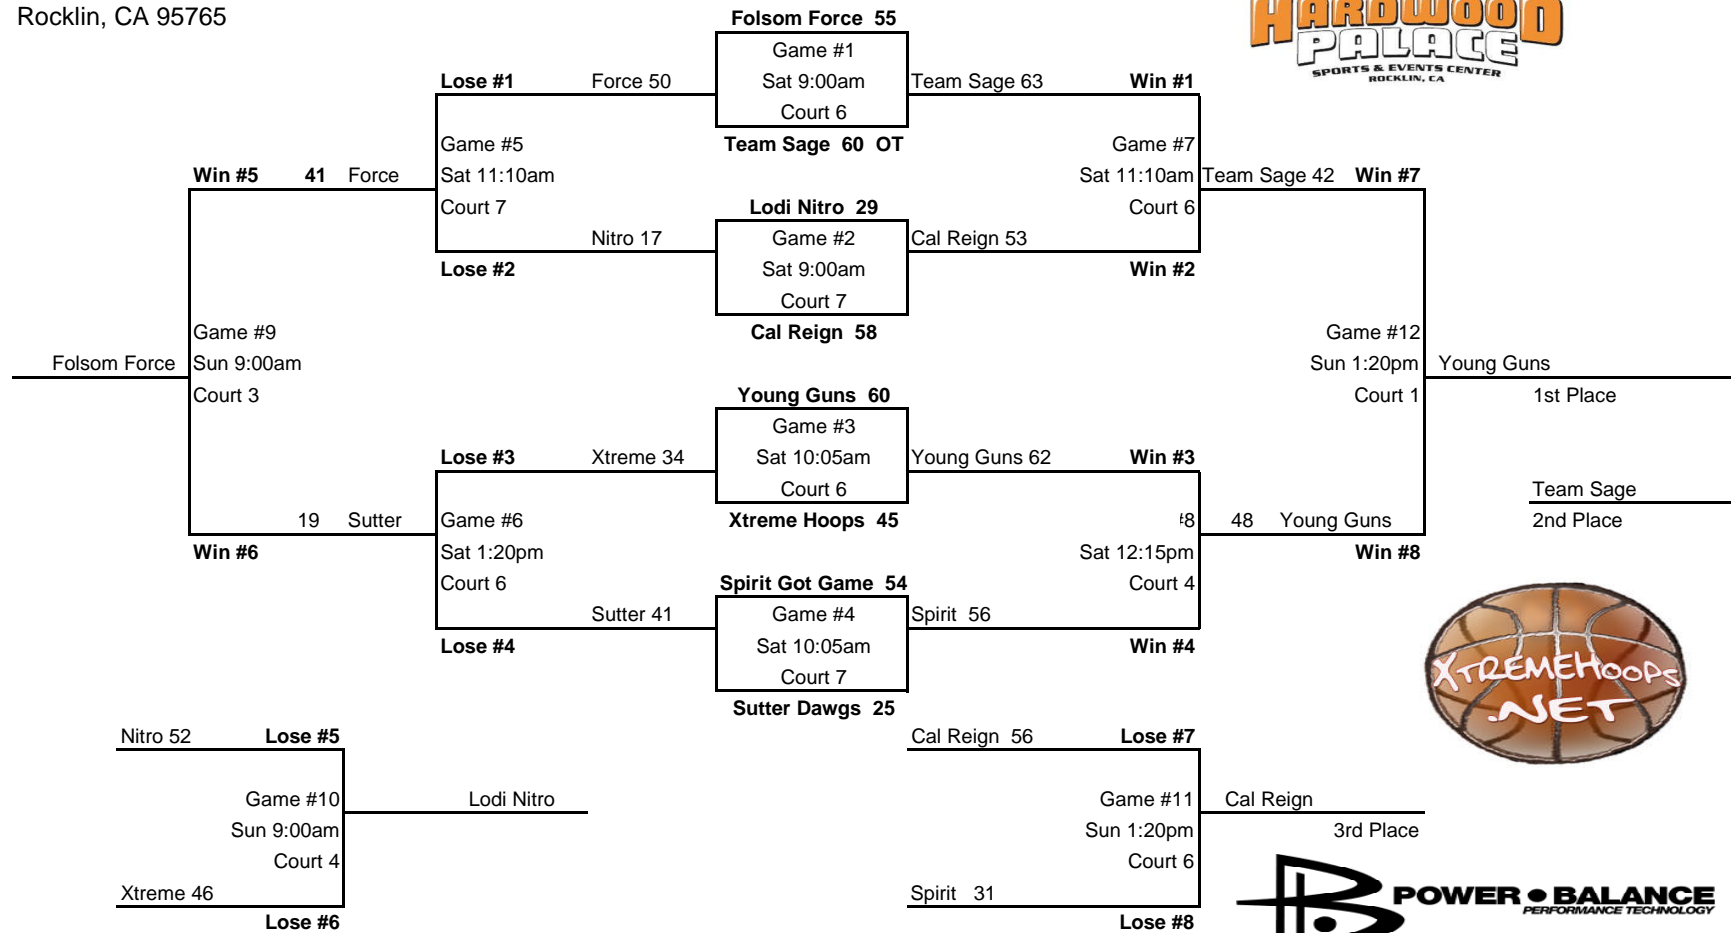 Rocklin, CA 95765
HARDWOOD
PALACE
SPORTS & EVENTS CENTER
ROCKLIN, CA
Folsom Force 55
Game #1
Lose #1 Force 50 Sat 9:00am Team Sage 63 Win #1
Court 6
Game #5 Team Sage 60 OT Game #7
Win #5 41 Force Sat 11:10am Sat 11:10am Team Sage 42 Win #7
Court 7 Lodi Nitro 29 Court 6
Nitro 17 Game #2 Cal Reign 53
Lose #2 Sat 9:00am Win #2
Court 7
Game #9 Cal Reign 58 Game #12
Folsom Force Sun 9:00am Sun 1:20pm Young Guns
Court 3 Young Guns 60 Court 1 1st Place
Game #3
Lose #3 Xtreme 34 Sat 10:05am Young Guns 62 Win #3
Court 6 Team Sage
19 Sutter Game #6 Xtreme Hoops 45 #8 48 Young Guns 2nd Place
Win #6 Sat 1:20pm Sat 12:15pm Win #8
Court 6 Spirit Got Game 54 Court 4
Sutter 41 Game #4 Spirit 56
Lose #4 Sat 10:05am Win #4
Court 7
XTREMEHOOPS
.NET
Sutter Dawgs 25
Nitro 52 Lose #5 Cal Reign 56 Lose #7
Game #10 Lodi Nitro Game #11 Cal Reign
Sun 9:00am Sun 1:20pm 3rd Place
Court 4 Court 6
Xtreme 46 Spirit 31
Lose #6 Lose #8
POWER BALANCE
PERFORMANCE TECHNOLOGY